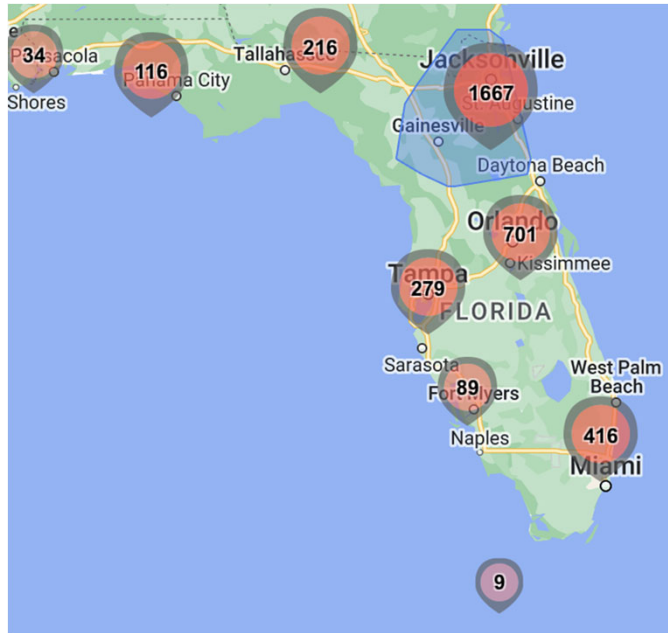 e
34
Pensacola
216
Tallahassee
116
Panama City
Shores
Jacksonville
1667
St. Augustine
Gainesville
Daytona Beach
Orlando
701
Kissimmee
Tampa
279
FLORIDA
Sarasota
89
Fort Myers
West Palm
Beach
Naples
416
Miami
9